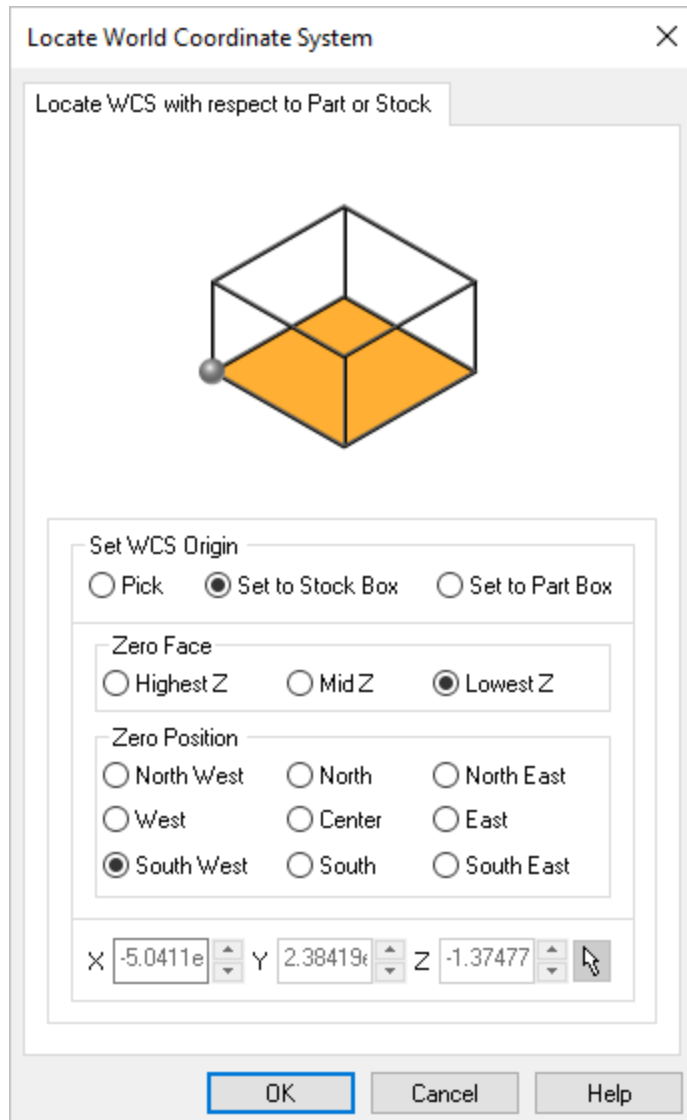 Locate World Coordinate System
Locate WCS with respect to Part or Stock
Set WCS Origin
Pick Set to Stock Box Set to Part Box
Zero Face
Highest Z Mid Z Lowest Z
Zero Position
North West North North East
West Center East
South West South South East
X -5.0411e Y 2.38419e Z -1.37477
OK Cancel Help